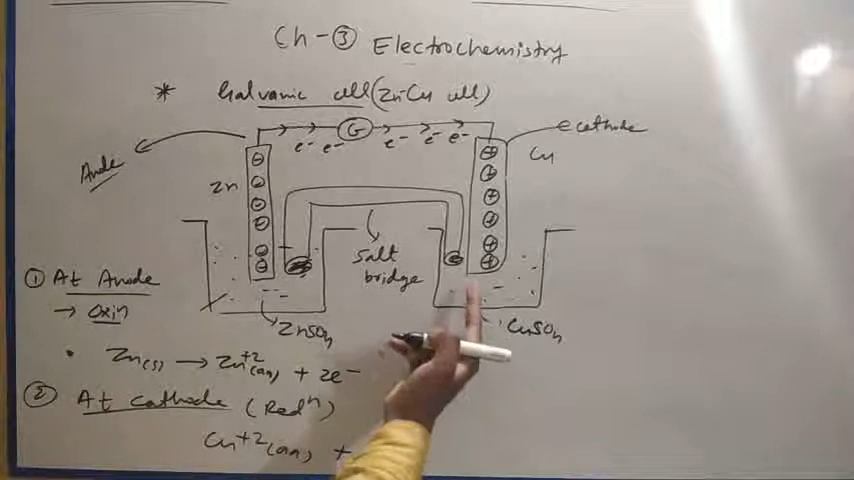 Ch-③ Electrochemistry
* Galvanic cell (Zn-Cu cell)
G
e- e- e- e- e-
Anode
cathode
Zn
Cu
salt
bridge
① At Anode
→ Oxin
ZnSO4
CuSO4
• Zn(s) → Zn+2(aq) + 2e-
② At Cathode (Redn)
Cu+2(aq) +